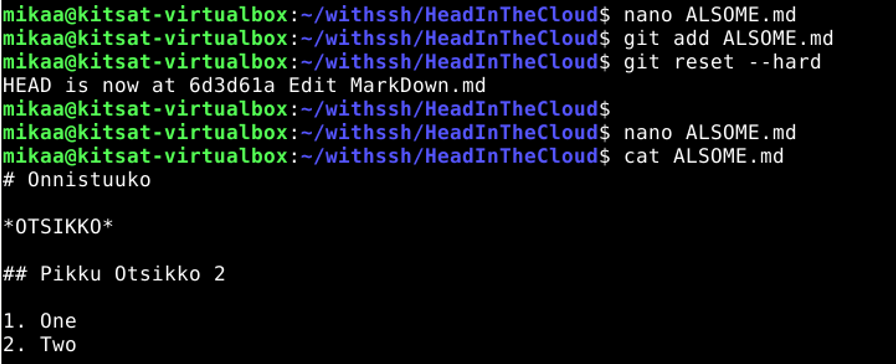 mikaa@kitsat-virtualbox:~/withssh/HeadInTheCloud$ nano ALSOME.md
mikaa@kitsat-virtualbox:~/withssh/HeadInTheCloud$ git add ALSOME.md
mikaa@kitsat-virtualbox:~/withssh/HeadInTheCloud$ git reset --hard
HEAD is now at 6d3d61a Edit MarkDown.md
mikaa@kitsat-virtualbox:~/withssh/HeadInTheCloud$
mikaa@kitsat-virtualbox:~/withssh/HeadInTheCloud$ nano ALSOME.md
mikaa@kitsat-virtualbox:~/withssh/HeadInTheCloud$ cat ALSOME.md
# Onnistuuko
*OTSIKKO*
## Pikku Otsikko 2
1. One
2. Two